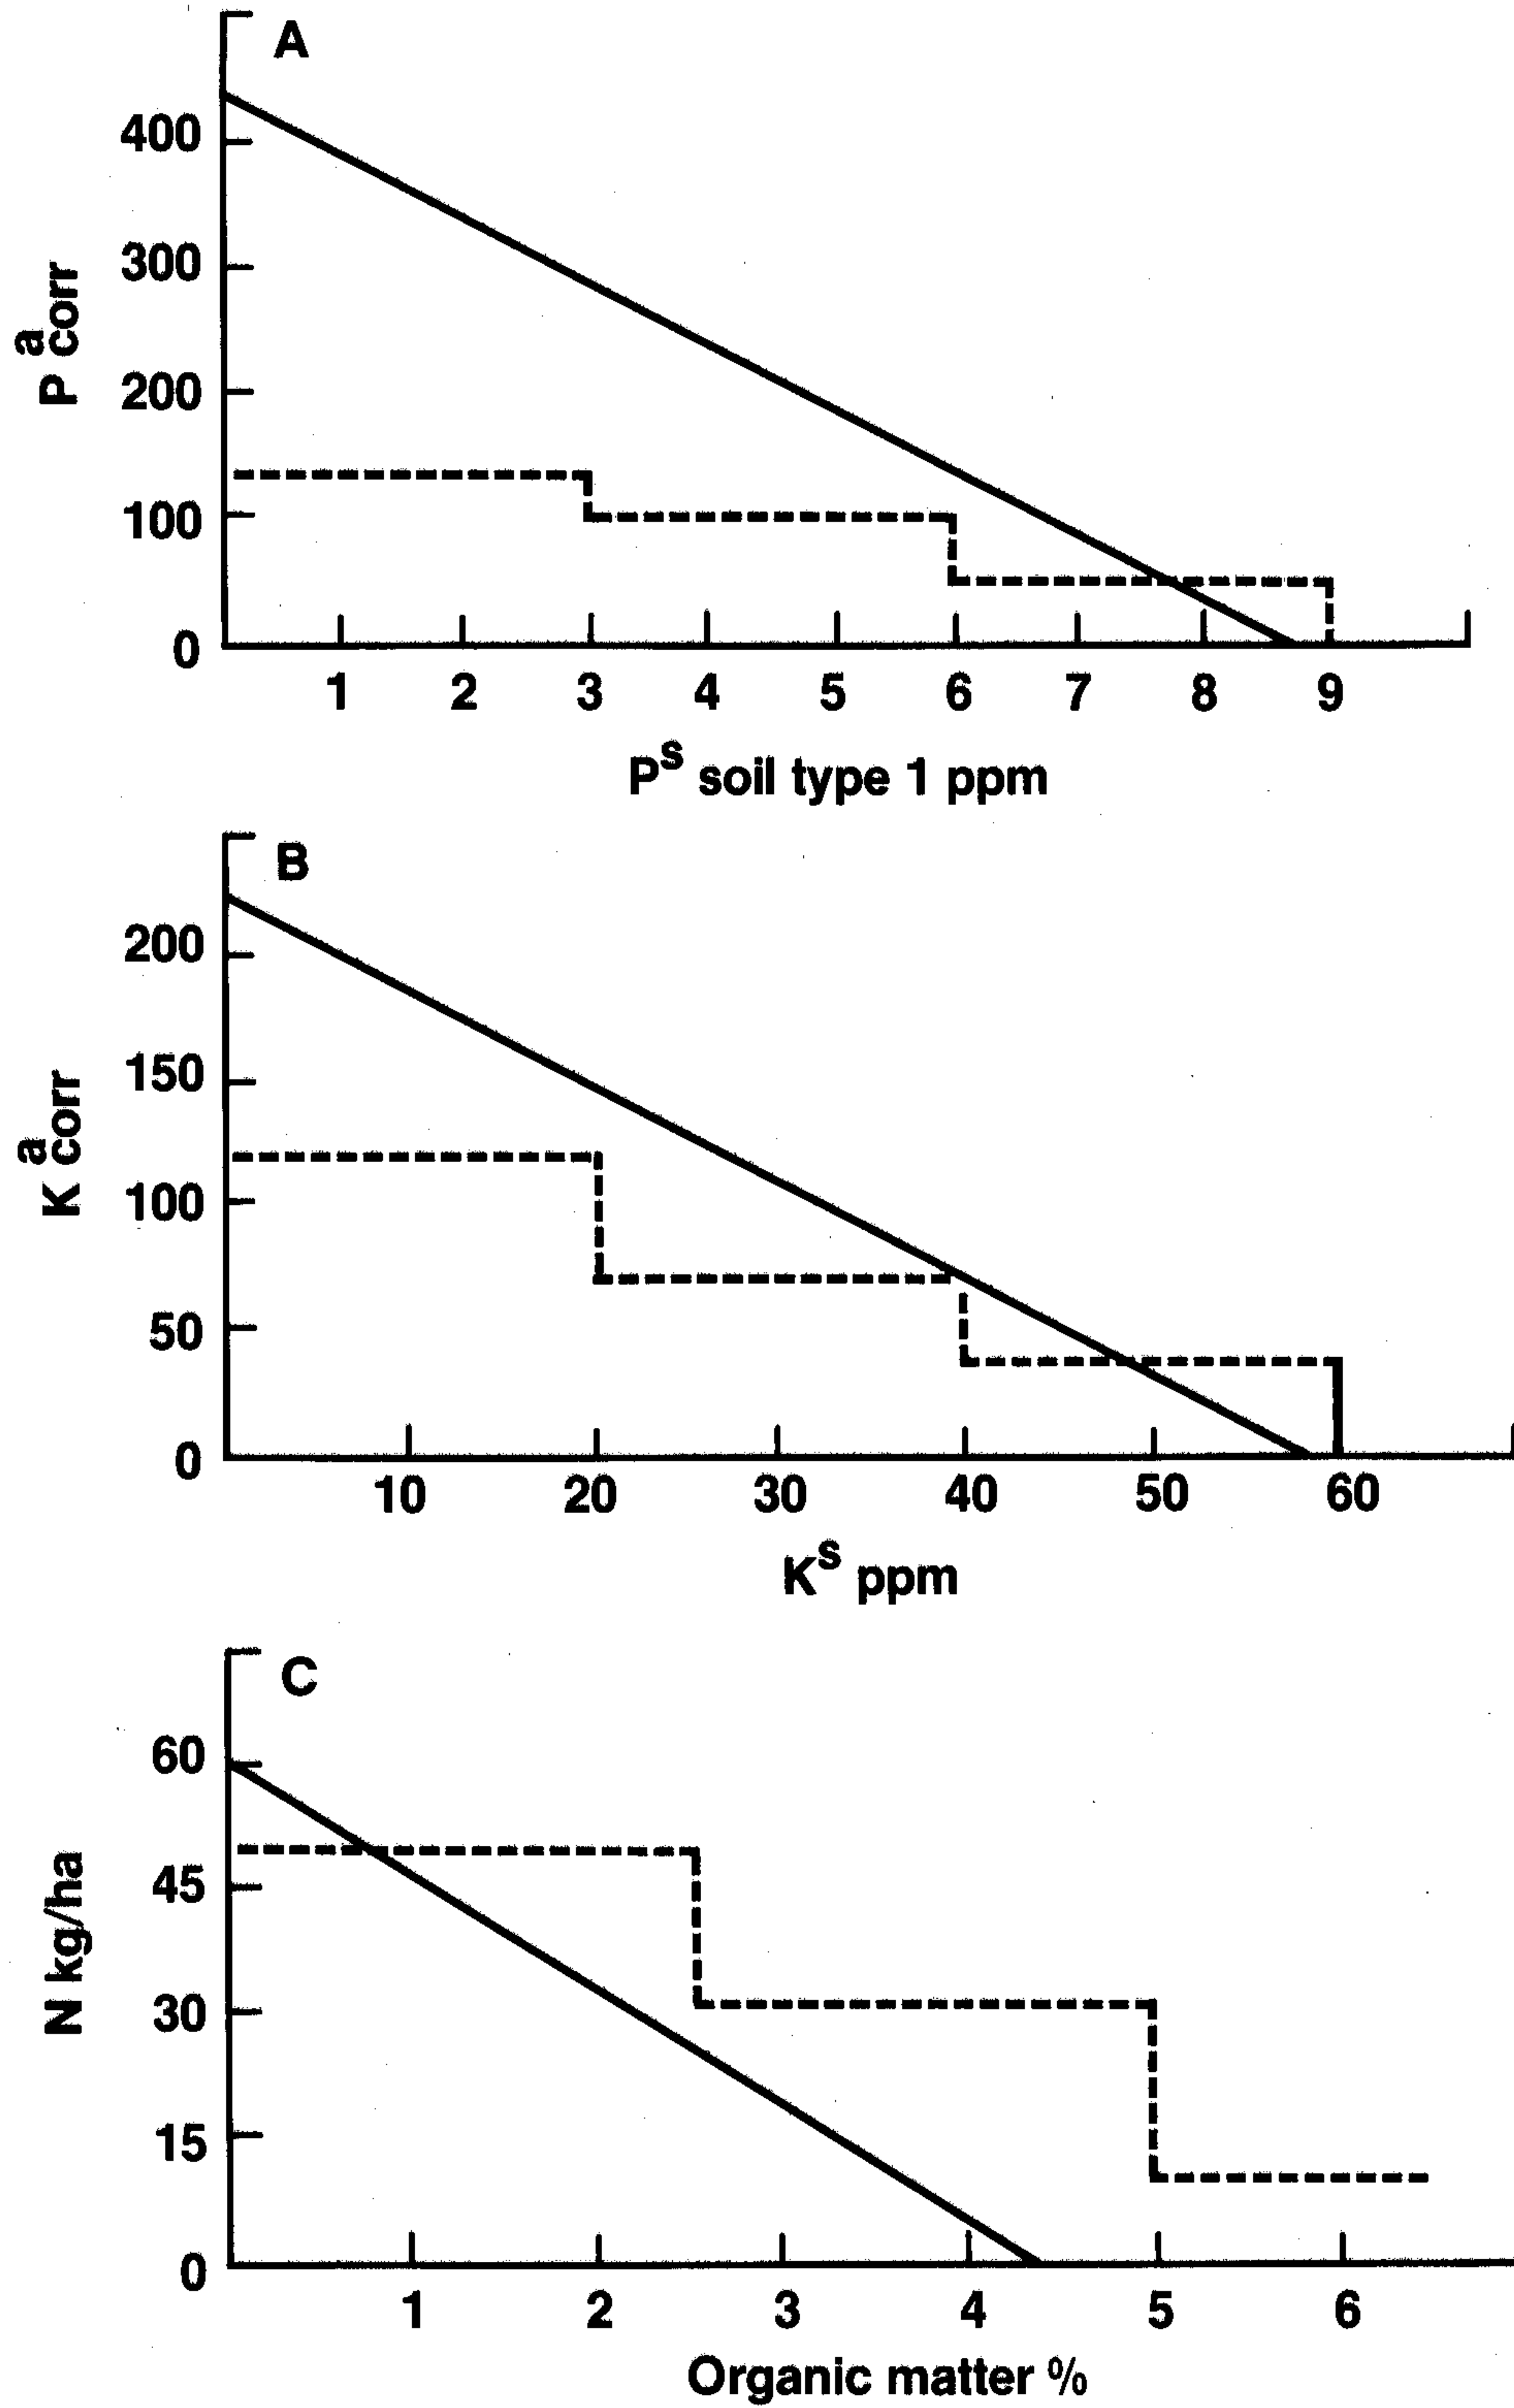 A
400
300
200
100
0
P a corr
1 2 3 4 5 6 7 8 9
Ps soil type 1 ppm
B
200
150
100
50
0
K a corr
10 20 30 40 50 60
Ks ppm
C
60
45
30
15
0
N kg/ha
1 2 3 4 5 6
Organic matter %